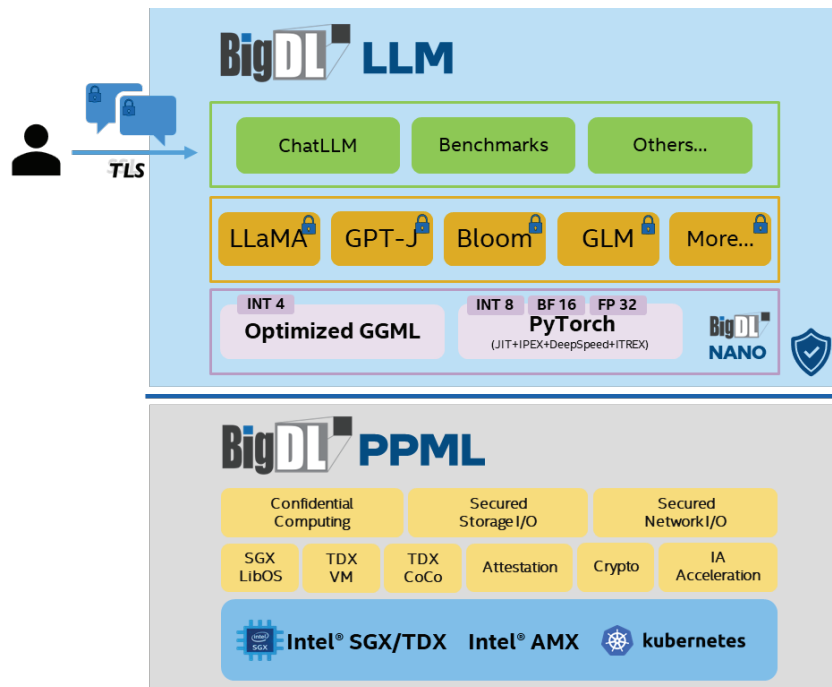 BigDL LLM
TLS
ChatLLM
Benchmarks
Others...
LLaMA
GPT-J
Bloom
GLM
More...
INT 4
Optimized GGML
INT 8
BF 16
FP 32
PyTorch
(JIT+IPEX+DeepSpeed+ITREX)
BigDL
NANO
BigDL PPML
Confidential
Computing
Secured
Storage I/O
Secured
Network I/O
SGX
LibOS
TDX
VM
TDX
CoCo
Attestation
Crypto
IA
Acceleration
intel
SGX
Intel® SGX/TDX
Intel® AMX
kubernetes